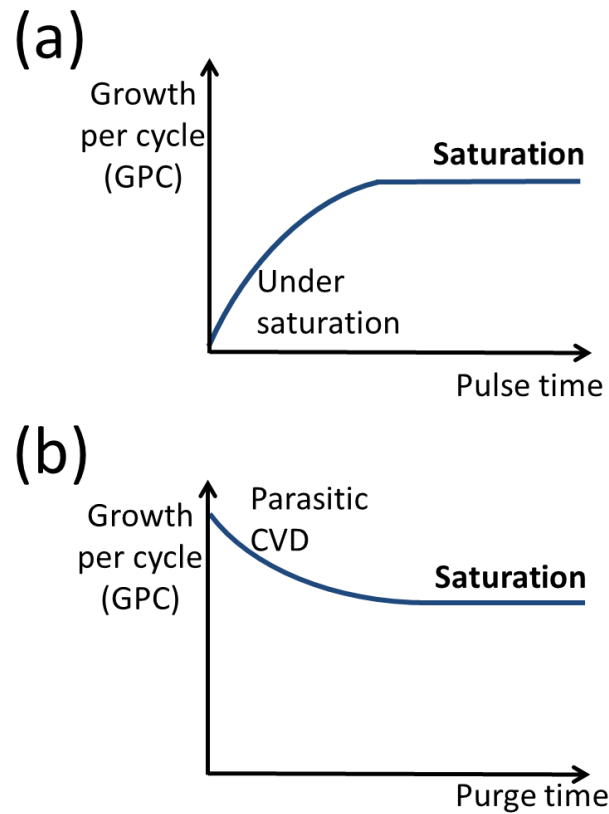 (a)
Growth
per cycle
(GPC)
Saturation
Under
saturation
Pulse time
(b)
Growth
per cycle
(GPC)
Parasitic
CVD
Saturation
Purge time